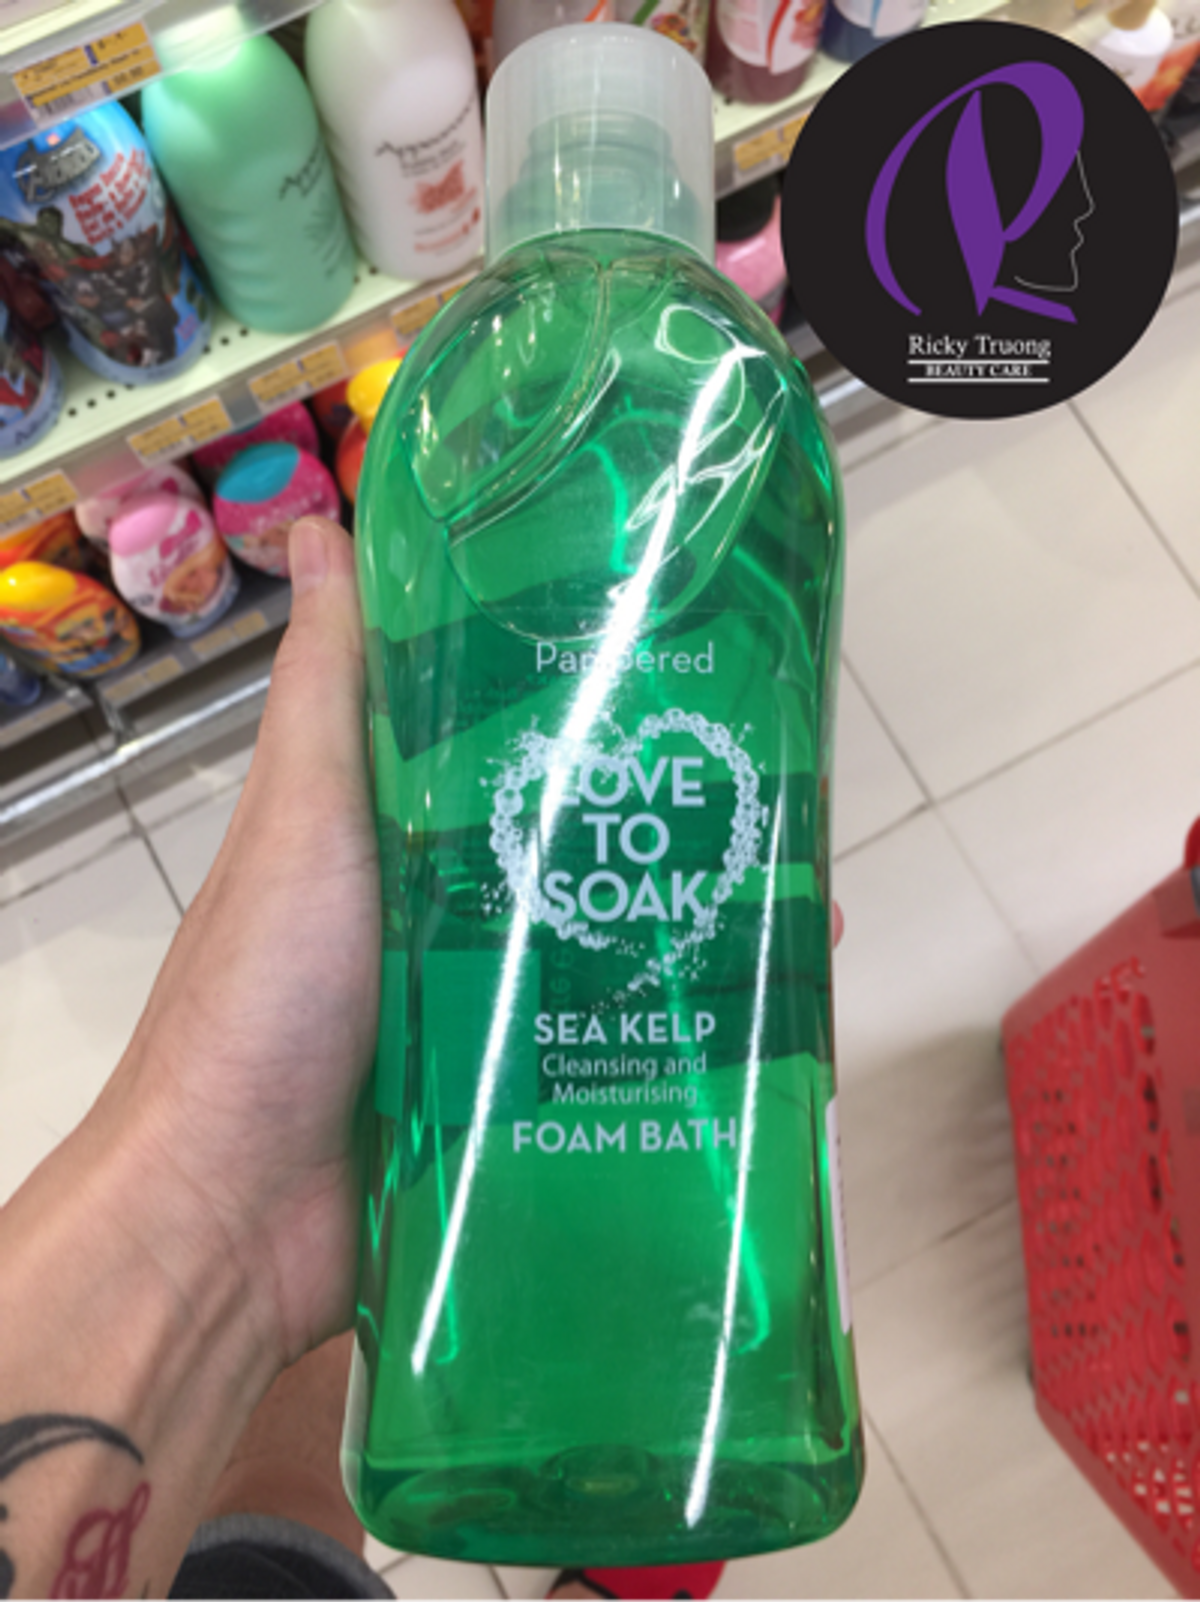 Ricky Truong
BEAUTY CARE
Pampered
LOVE
TO
SOAK
SEA KELP
Cleansing and
Moisturising
FOAM BATH